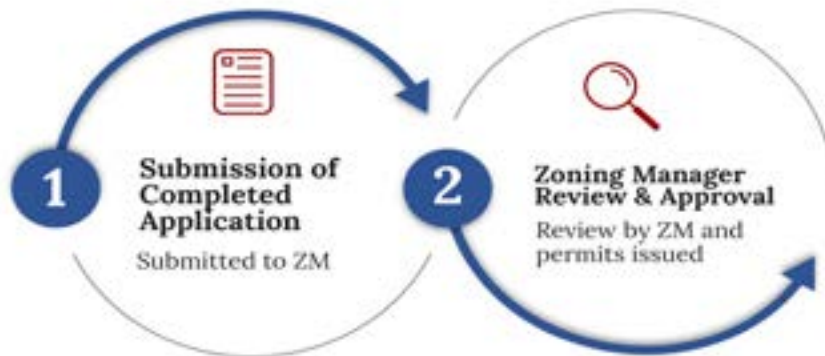 1
Submission of
Completed
Application
Submitted to ZM
2
Zoning Manager
Review & Approval
Review by ZM and
permits issued